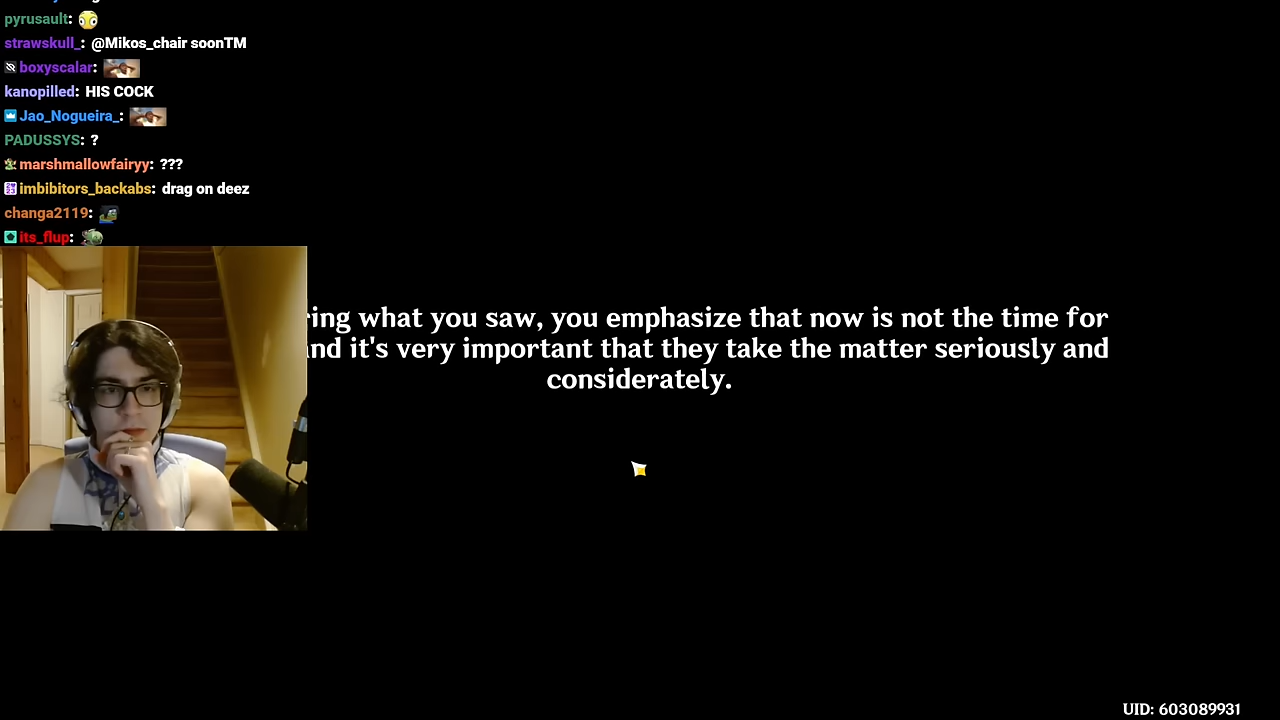 pyrusault:
strawskull_: @Mikos_chair soonTM
boxyscalar:
kanopilled: HIS COCK
Jao_Nogueira_:
PADUSSYS: ?
marshmallowfairyy: ???
imbibitors_backabs: drag on deez
changa2119:
its_flup:
what you saw, you emphasize that now is not the time for
it's very important that they take the matter seriously and
considerately.
UID: 603089931